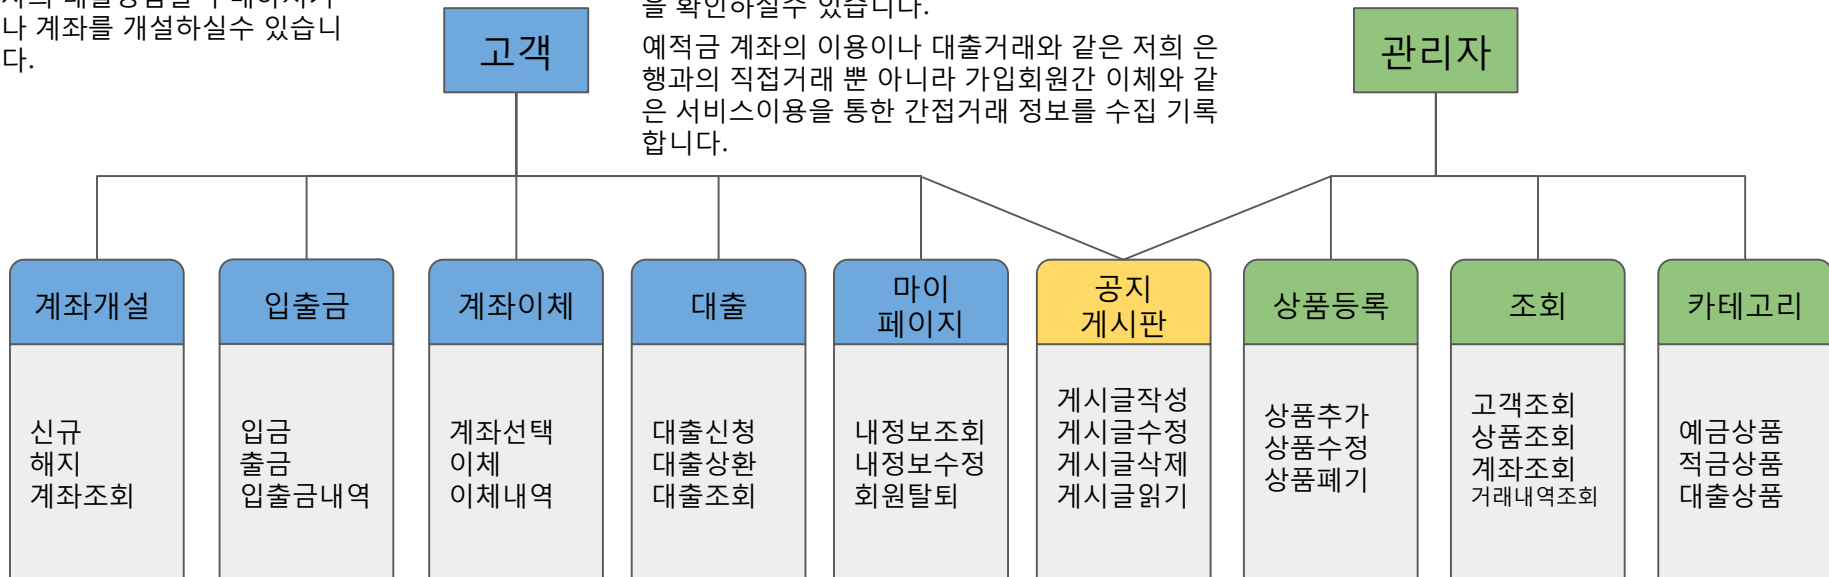 나 계좌를 개설하실수 있습니
다.
고객
을 확인하실수 있습니다.
예적금 계좌의 이용이나 대출거래와 같은 저희 은
행과의 직접거래 뿐 아니라 가입회원간 이체와 같
은 서비스이용을 통한 간접거래 정보를 수집 기록
합니다.
관리자
계좌개설
신규
해지
계좌조회
입출금
입금
출금
입출금내역
계좌이체
계좌선택
이체
이체내역
대출
대출신청
대출상환
대출조회
마이
페이지
내정보조회
내정보수정
회원탈퇴
공지
게시판
게시글작성
게시글수정
게시글삭제
게시글읽기
상품등록
상품추가
상품수정
상품폐기
조회
고객조회
상품조회
계좌조회
거래내역조회
카테고리
예금상품
적금상품
대출상품